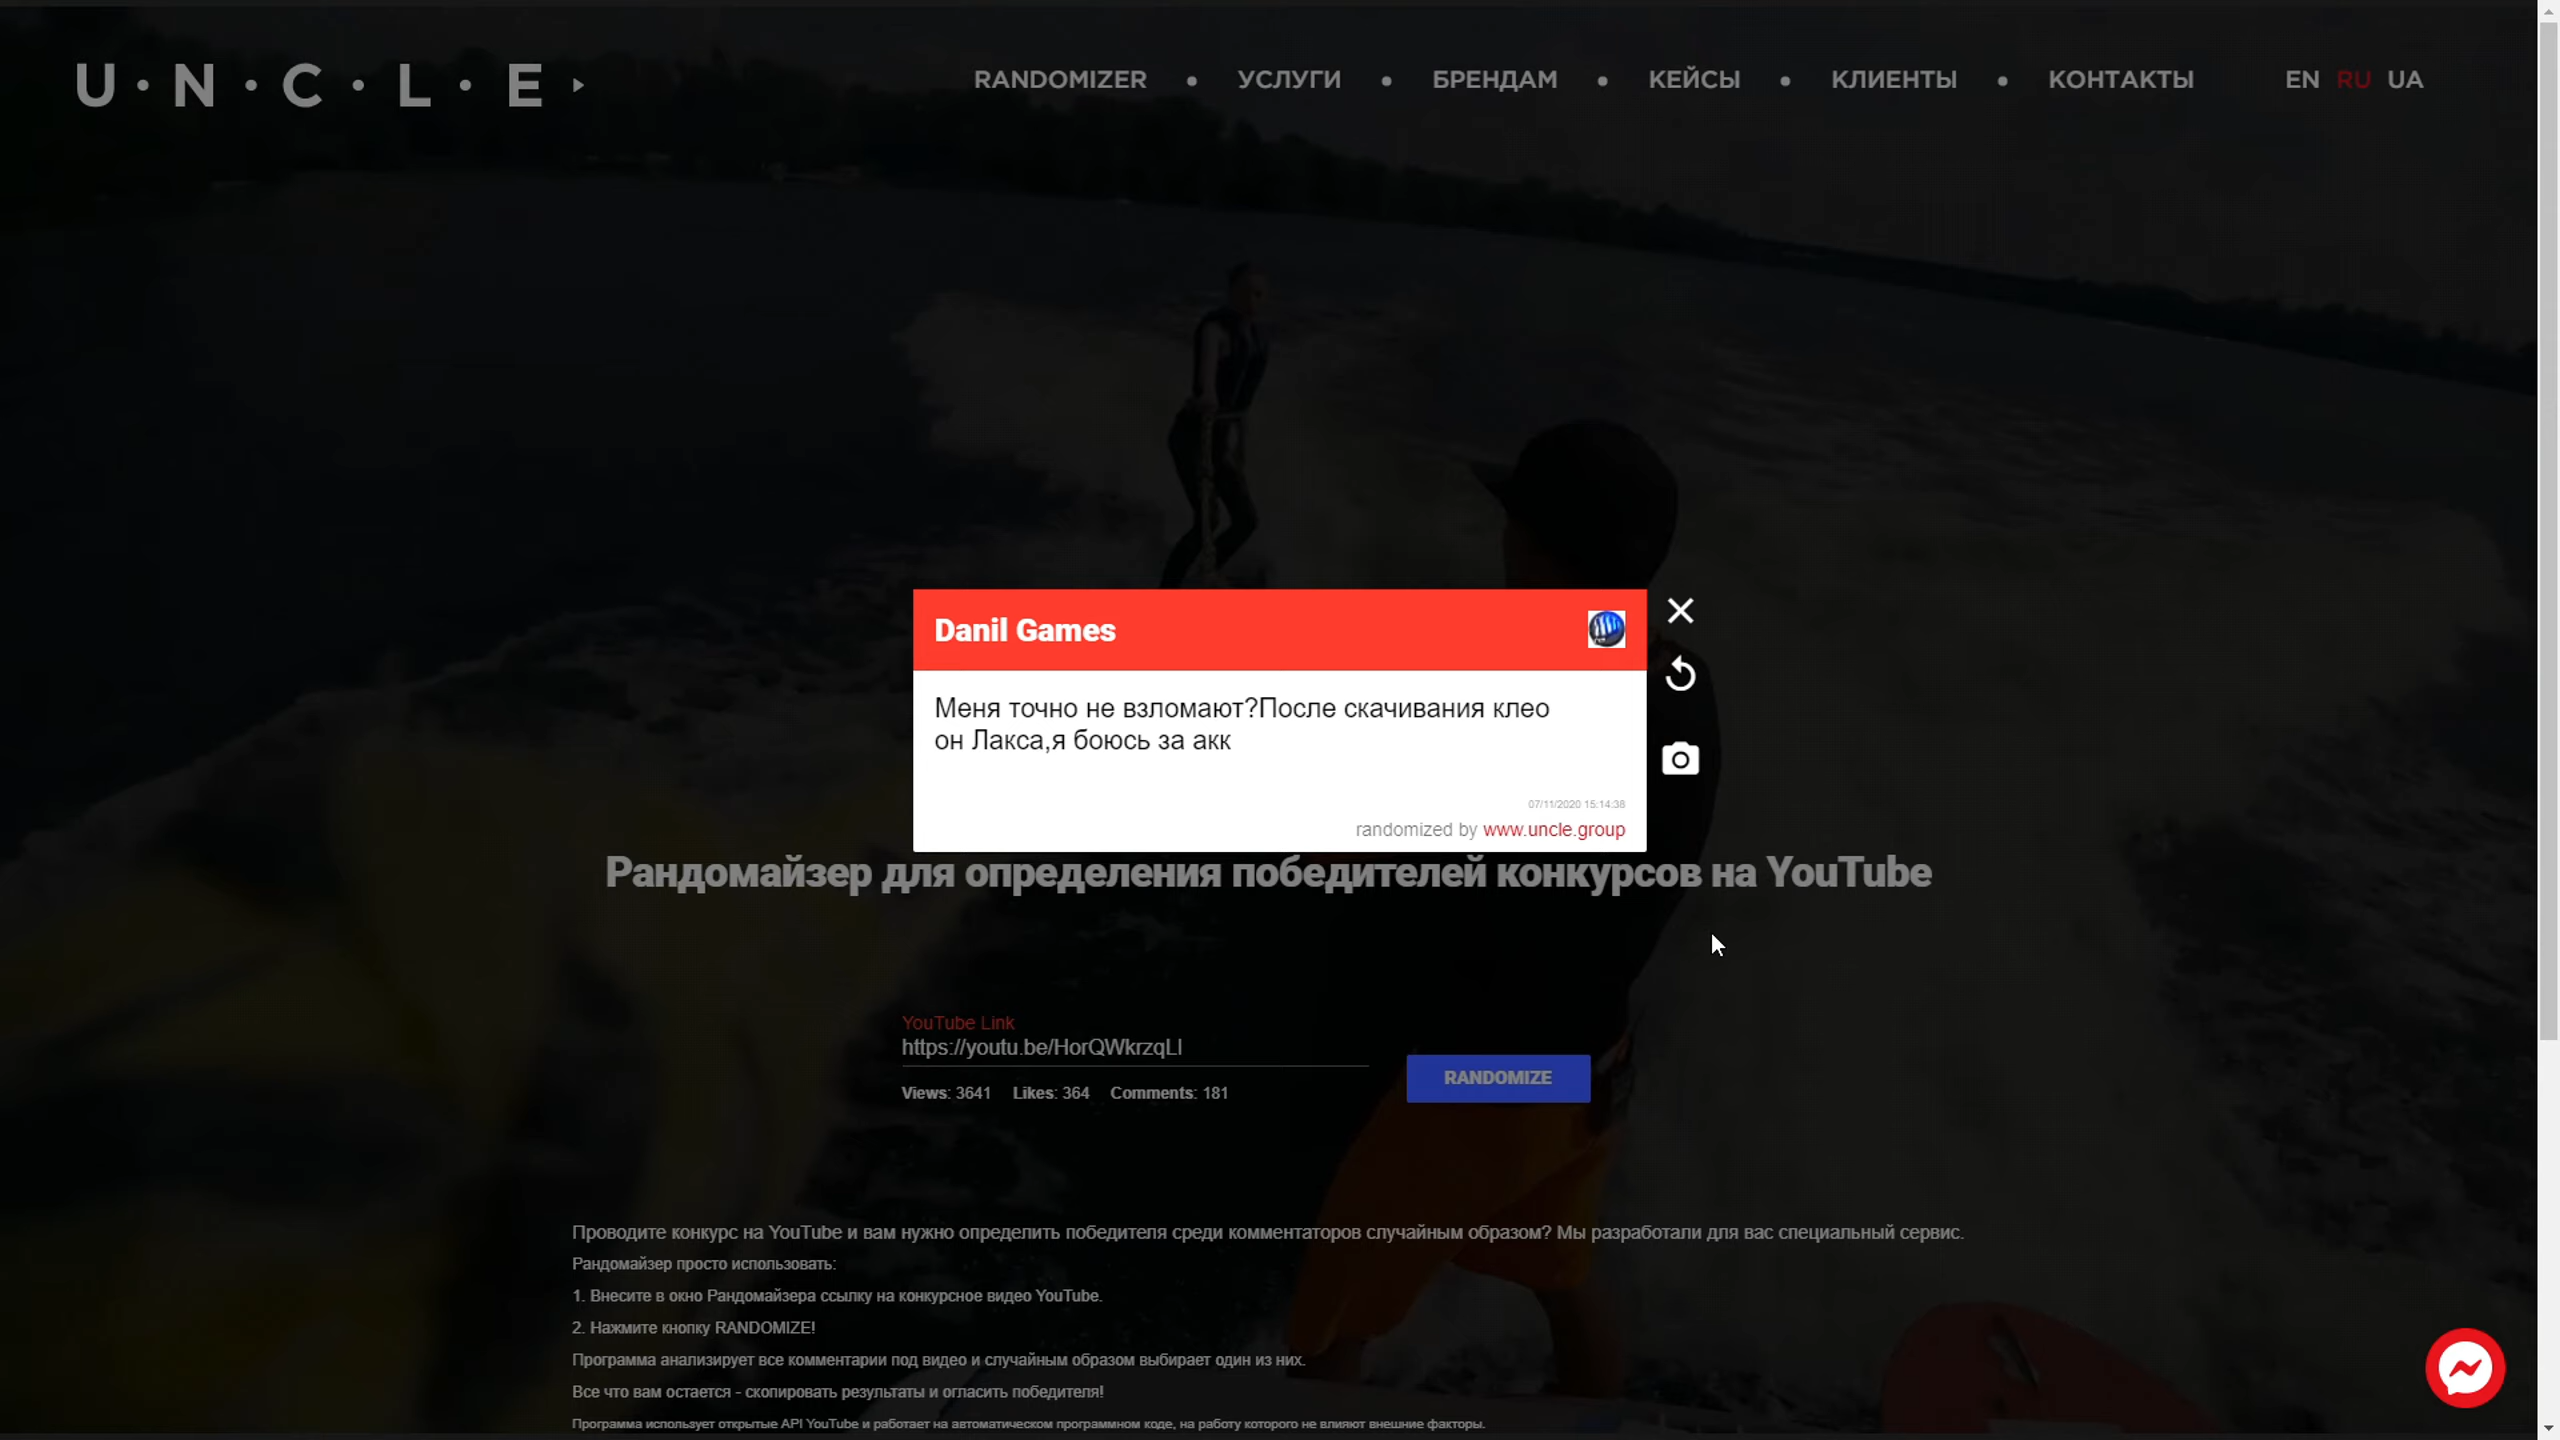 U·N·C·L·E
RANDOMIZER • УСЛУГИ • БРЕНДАМ • КЕЙСЫ • КЛИЕНТЫ • КОНТАКТЫ EN RU UA
Danil Games
Меня точно не взломают?После скачивания клео
он Лакса,я боюсь за акк
07/11/2020 15:14:38
randomized by www.uncle.group
Рандомайзер для определения победителей конкурсов на YouTube
YouTube Link
https://youtu.be/HorQWkrzqLI
Views: 3641 Likes: 364 Comments: 181
RANDOMIZE
Проводите конкурс на YouTube и вам нужно определить победителя среди комментаторов случайным образом? Мы разработали для вас специальный сервис.
Рандомайзер просто использовать:
1. Внесите в окно Рандомайзера ссылку на конкурсное видео YouTube.
2. Нажмите кнопку RANDOMIZE!
Программа анализирует все комментарии под видео и случайным образом выбирает один из них.
Все что вам остается - скопировать результаты и огласить победителя!
Программа использует открытые API YouTube и работает на автоматическом программном коде, на работу которого не влияют внешние факторы.